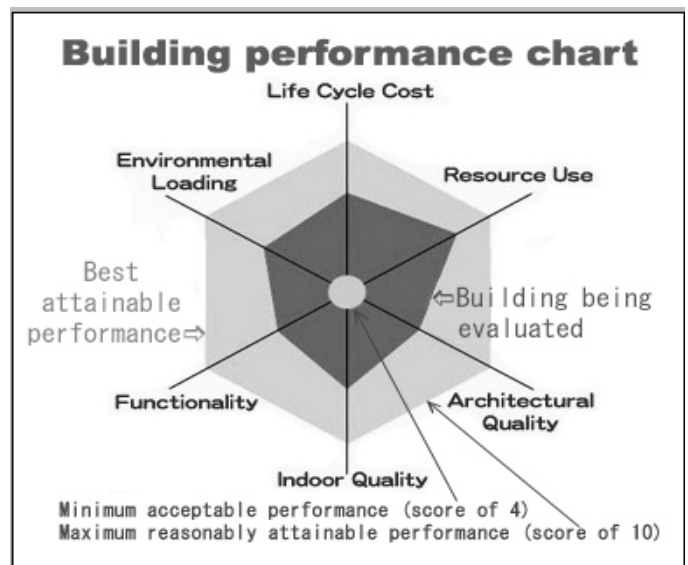 Building performance chart
Life Cycle Cost
Environmental
Loading
Resource Use
Best
attainable
performance⇨
⇦Building being
evaluated
Functionality
Architectural
Quality
Indoor Quality
Minimum acceptable performance (score of 4)
Maximum reasonably attainable performance (score of 10)